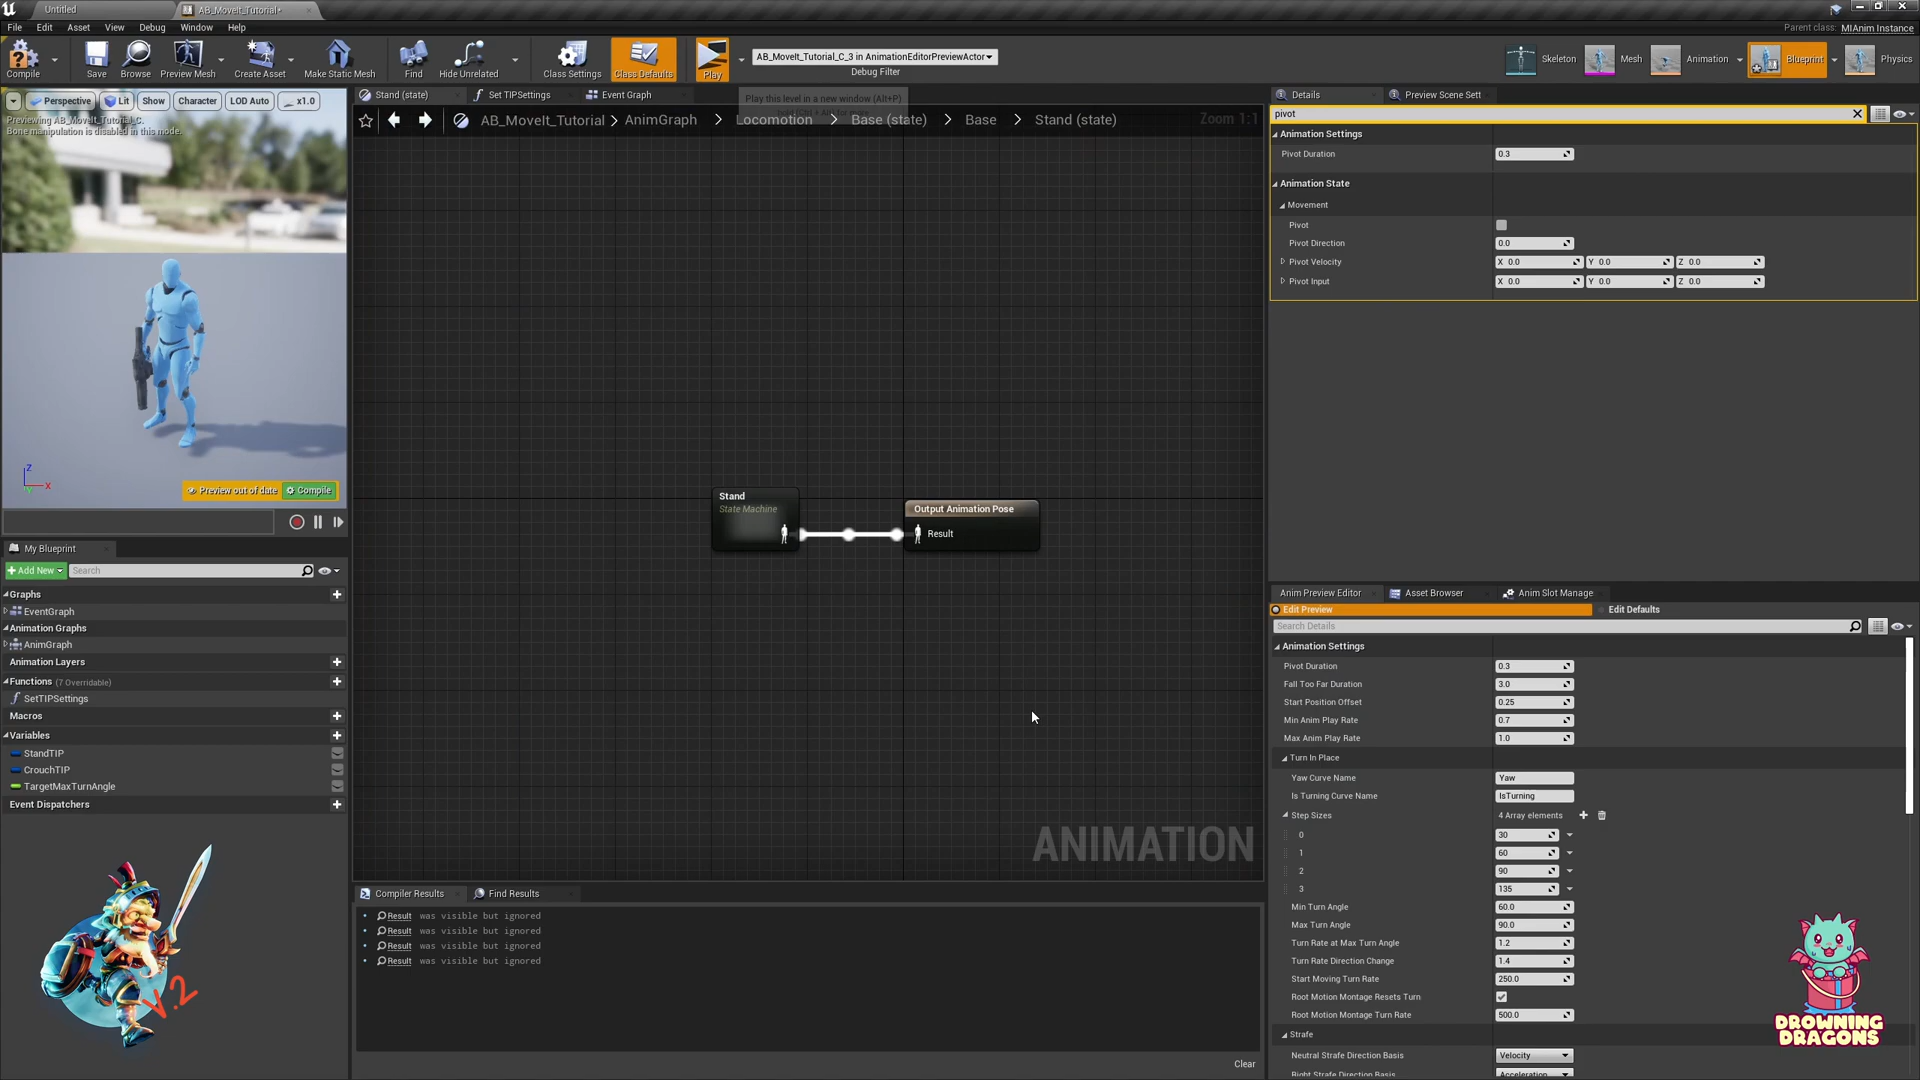 Untitled
AB_MoveIt_Tutorial*
File Edit Asset View Debug Window Help
Parent class: MIAnim Instance
Compile
Save
Browse
Preview Mesh
Create Asset
Make Static Mesh
Find
Hide Unrelated
Class Settings
Class Defaults
Play
AB_MoveIt_Tutorial_C_3 in AnimationEditorPreviewActor
Debug Filter
Skeleton
Mesh
Animation
Blueprint
Physics
Perspective
Lit
Show
Character
LOD Auto
x1.0
Previewing AB_MoveIt_Tutorial_C.
Bone manipulation is disabled in this mode.
Z
X
Preview out of date
Compile
Stand (state)
Set TIPSettings
Event Graph
Play this level in a new window (Alt+P)
AB_MoveIt_Tutorial > AnimGraph > Locomotion > Base (state) > Base > Stand (state)
Zoom 1:1
Stand
State Machine
Output Animation Pose
Result
ANIMATION
My Blueprint
Add New
Search
Graphs
EventGraph
Animation Graphs
AnimGraph
Animation Layers
Functions (7 Overridable)
SetTIPSettings
Macros
Variables
StandTIP
CrouchTIP
TargetMaxTurnAngle
Event Dispatchers
V.2
Compiler Results
Find Results
Result was visible but ignored
Result was visible but ignored
Result was visible but ignored
Result was visible but ignored
Clear
Details
Preview Scene Sett
pivot
Animation Settings
Pivot Duration 0.3
Animation State
Movement
Pivot
Pivot Direction 0.0
Pivot Velocity X 0.0 Y 0.0 Z 0.0
Pivot Input X 0.0 Y 0.0 Z 0.0
Anim Preview Editor
Asset Browser
Anim Slot Manage
Edit Preview
Edit Defaults
Search Details
Animation Settings
Pivot Duration 0.3
Fall Too Far Duration 3.0
Start Position Offset 0.25
Min Anim Play Rate 0.7
Max Anim Play Rate 1.0
Turn In Place
Yaw Curve Name Yaw
Is Turning Curve Name IsTurning
Step Sizes 4 Array elements
0 30
1 60
2 90
3 135
Min Turn Angle 60.0
Max Turn Angle 90.0
Turn Rate at Max Turn Angle 1.2
Turn Rate Direction Change 1.4
Start Moving Turn Rate 250.0
Root Motion Montage Resets Turn
Root Motion Montage Turn Rate 500.0
Strafe
Neutral Strafe Direction Basis Velocity
Right Strafe Direction Basis Acceleration
DROWNING
DRAGONS